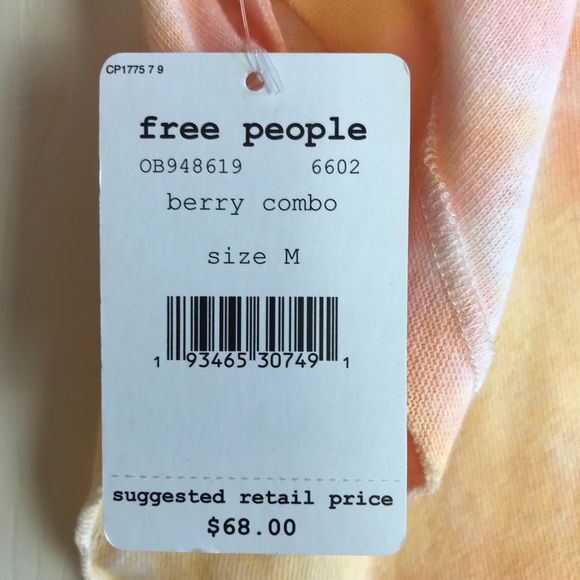 CP1775 7 9
free people
OB948619 6602
berry combo
size M
1 93465 30749 1
suggested retail price
$68.00